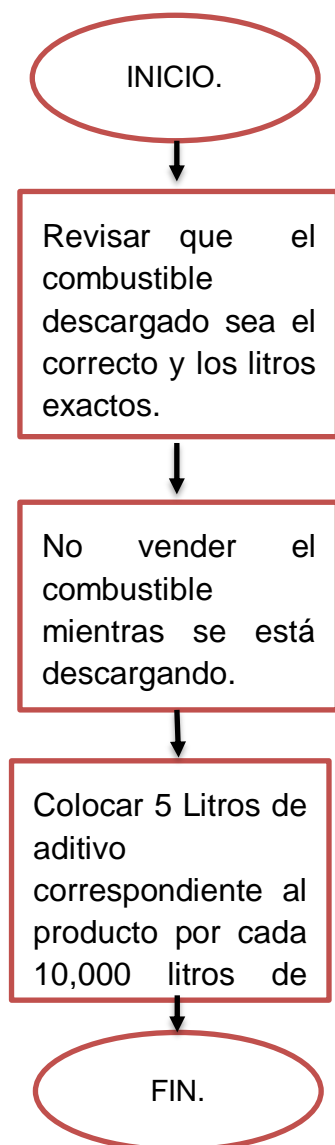 INICIO.
Revisar que el
combustible
descargado sea el
correcto y los litros
exactos.
No vender el
combustible
mientras se está
descargando.
Colocar 5 Litros de
aditivo
correspondiente al
producto por cada
10,000 litros de
FIN.